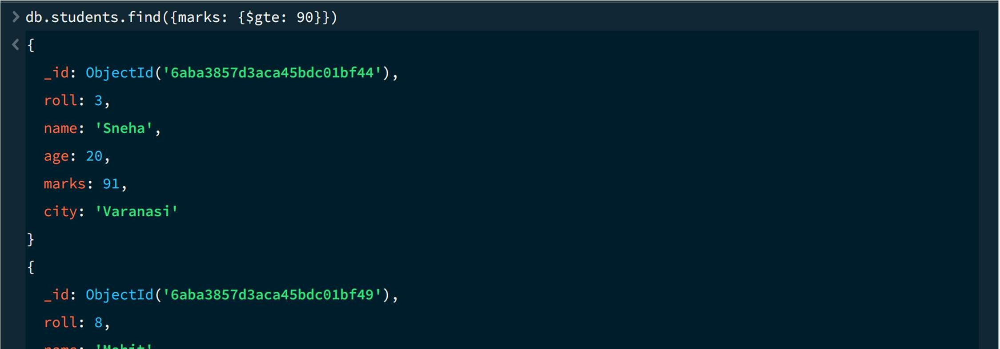 db.students.find({marks: {$gte: 90}})
{
_id: ObjectId('6aba3857d3aca45bdc01bf44'),
roll: 3,
name: 'Sneha',
age: 20,
marks: 91,
city: 'Varanasi'
}
{
_id: ObjectId('6aba3857d3aca45bdc01bf49'),
roll: 8,
name: